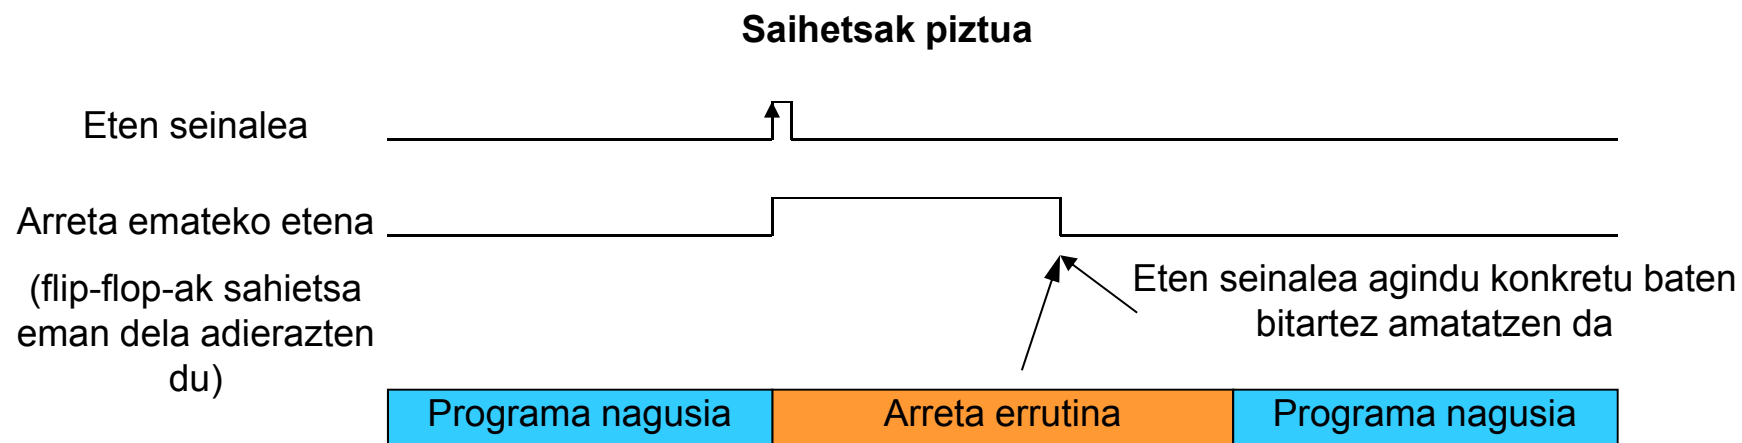 Saihetsak piztua
Eten seinalea
Arreta emateko etena
(flip-flop-ak sahietsa
eman dela adierazten
du)
Eten seinalea agindu konkretu baten
bitartez amatatzen da
Programa nagusia
Arreta errutina
Programa nagusia